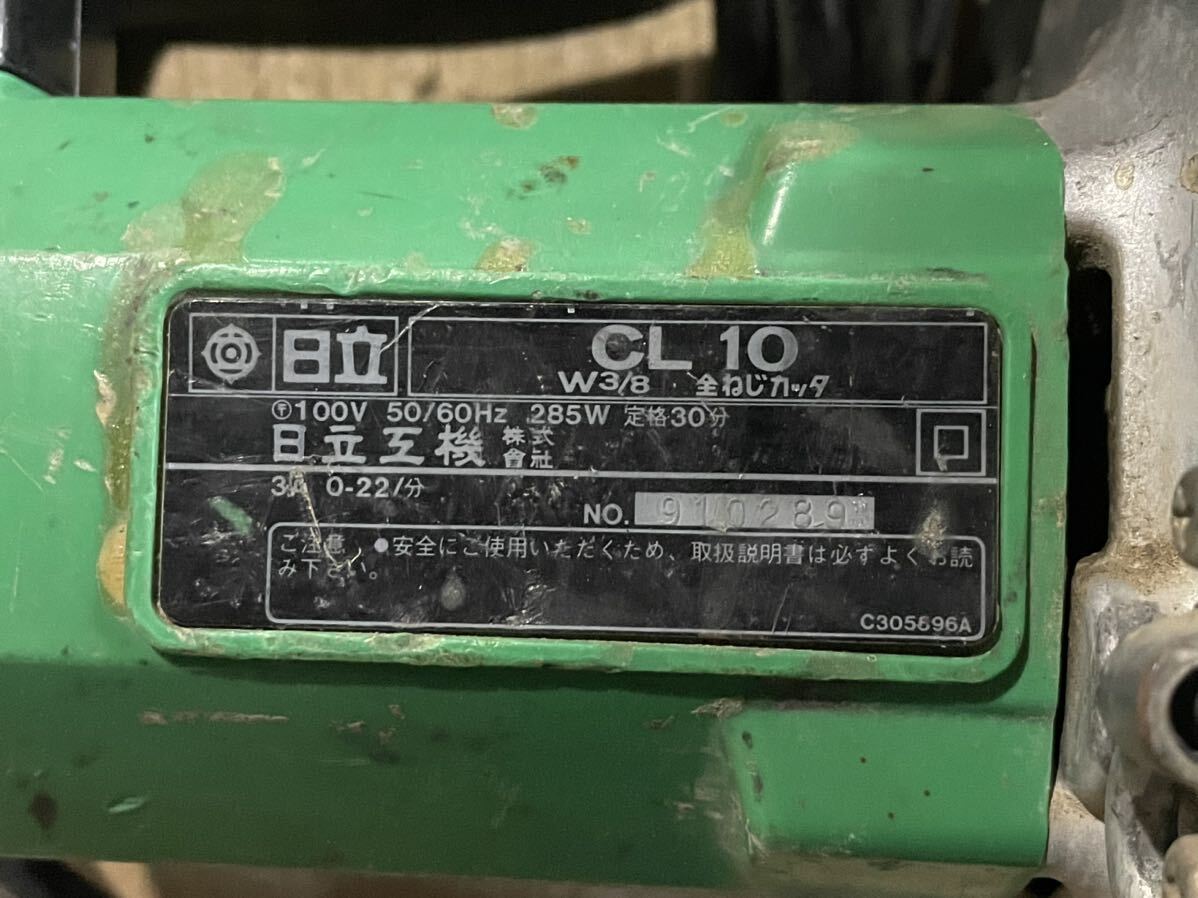 日立
CL 10
W3/8 全ねじカッタ
〒100V 50/60Hz 285W 定格30分
日立工機 株式會社
3A 0-22/分
NO. 910289
ご注意 ●安全にご使用いただくため、取扱説明書は必ずよくお読
み下さい。
C305896A